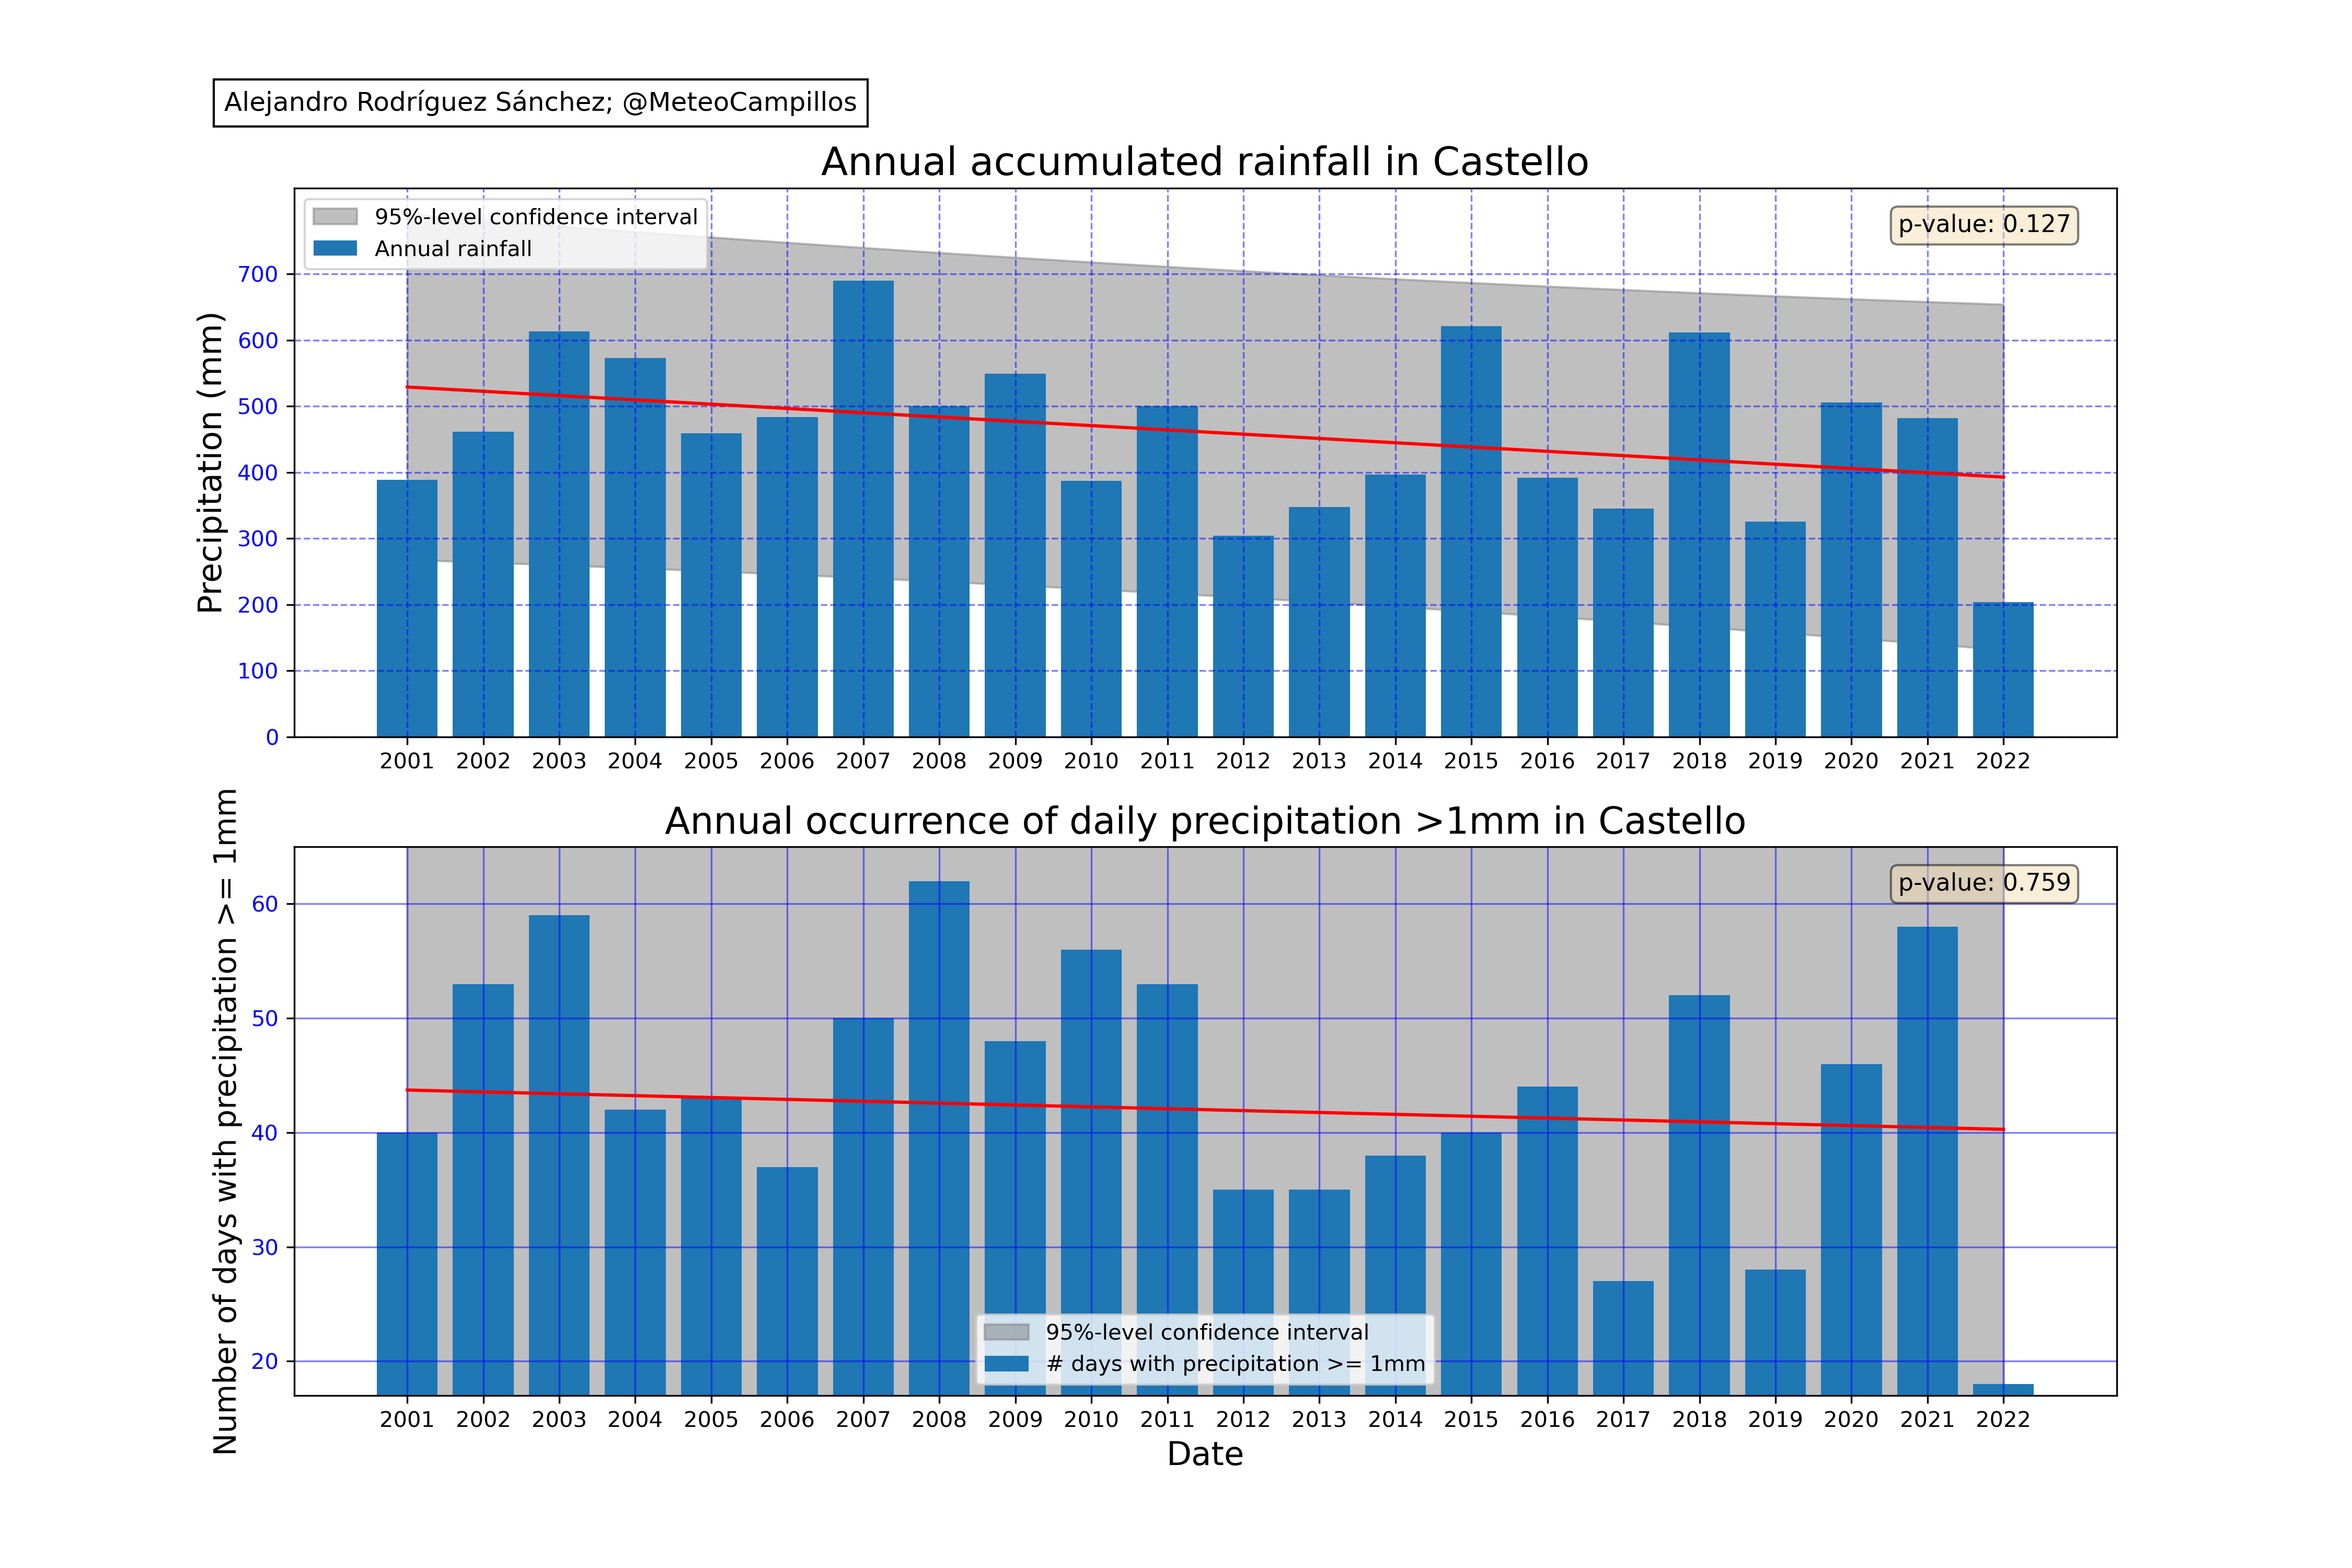 Alejandro Rodríguez Sánchez; @MeteoCampillos
Annual accumulated rainfall in Castello
95%-level confidence interval
Annual rainfall
p-value: 0.127
Precipitation (mm)
700
600
500
400
300
200
100
0
2001 2002 2003 2004 2005 2006 2007 2008 2009 2010 2011 2012 2013 2014 2015 2016 2017 2018 2019 2020 2021 2022
Annual occurrence of daily precipitation >1mm in Castello
p-value: 0.759
Number of days with precipitation >= 1mm
60
50
40
30
20
95%-level confidence interval
# days with precipitation >= 1mm
2001 2002 2003 2004 2005 2006 2007 2008 2009 2010 2011 2012 2013 2014 2015 2016 2017 2018 2019 2020 2021 2022
Date